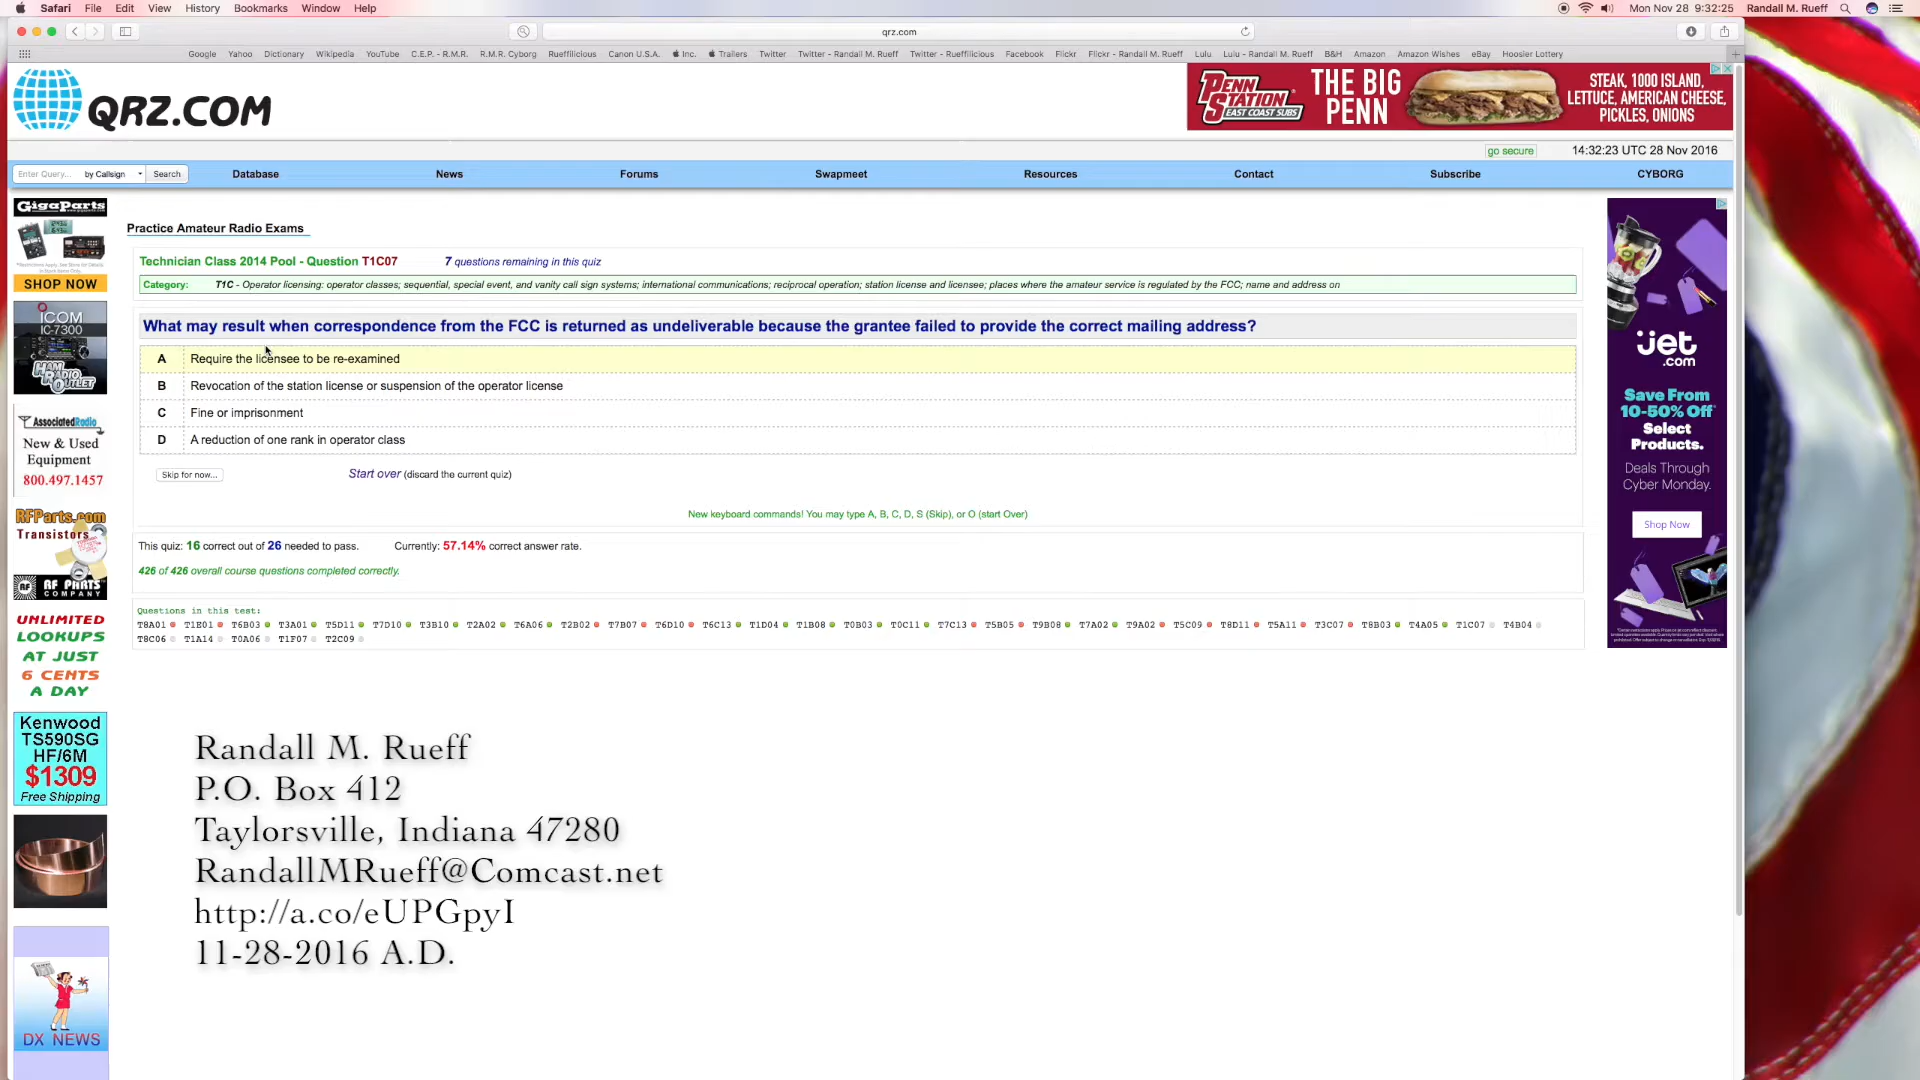 Safari File Edit View History Bookmarks Window Help
Mon Nov 28 9:32:25 Randall M. Rueff
qrz.com
Google Yahoo Dictionary Wikipedia YouTube C.E.P. - R.M.R. R.M.R. Cyborg Rueffilicious Canon U.S.A. Inc. Trailers Twitter Twitter - Randall M. Rueff Twitter - Rueffilicious Facebook Flickr Flickr - Randall M. Rueff Lulu Lulu - Randall M. Rueff B&H Amazon Amazon Wishes eBay Hoosier Lottery
QRZ.COM
PENN STATION EAST COAST SUBS
THE BIG PENN
STEAK, 1000 ISLAND, LETTUCE, AMERICAN CHEESE, PICKLES, ONIONS
go secure 14:32:23 UTC 28 Nov 2016
Enter Query... by Callsign Search Database News Forums Swapmeet Resources Contact Subscribe CYBORG
GigaParts
SHOP NOW
ICOM
IC-7300
HAM RADIO OUTLET
AssociatedRadio
New & Used
Equipment
800.497.1457
RFParts.com
Transistors
RF PARTS
COMPANY
UNLIMITED
LOOKUPS
AT JUST
6 CENTS
A DAY
Kenwood
TS590SG
HF/6M
$1309
Free Shipping
DX NEWS
Practice Amateur Radio Exams
Technician Class 2014 Pool - Question T1C07 7 questions remaining in this quiz
Category: T1C - Operator licensing: operator classes; sequential, special event, and vanity call sign systems; international communications; reciprocal operation; station license and licensee; places where the amateur service is regulated by the FCC; name and address on
What may result when correspondence from the FCC is returned as undeliverable because the grantee failed to provide the correct mailing address?
A Require the licensee to be re-examined
B Revocation of the station license or suspension of the operator license
C Fine or imprisonment
D A reduction of one rank in operator class
Skip for now... Start over (discard the current quiz)
New keyboard commands! You may type A, B, C, D, S (Skip), or O (start Over)
This quiz: 16 correct out of 26 needed to pass. Currently: 57.14% correct answer rate.
426 of 426 overall course questions completed correctly.
Questions in this test:
T8A01 T1E01 T6B03 T3A01 T5D11 T7D10 T3B10 T2A02 T6A06 T2B02 T7B07 T6D10 T6C13 T1D04 T1B08 T0B03 T0C11 T7C13 T5B05 T9B08 T7A02 T9A02 T5C09 T8D11 T5A11 T3C07 T8B03 T4A05 T1C07 T4B04
T8C06 T1A14 T0A06 T1F07 T2C09
jet
.com
Save From
10-50% Off*
Select
Products.
Deals Through
Cyber Monday.
Shop Now
Randall M. Rueff
P.O. Box 412
Taylorsville, Indiana 47280
RandallMRueff@Comcast.net
http://a.co/eUPGpyI
11-28-2016 A.D.